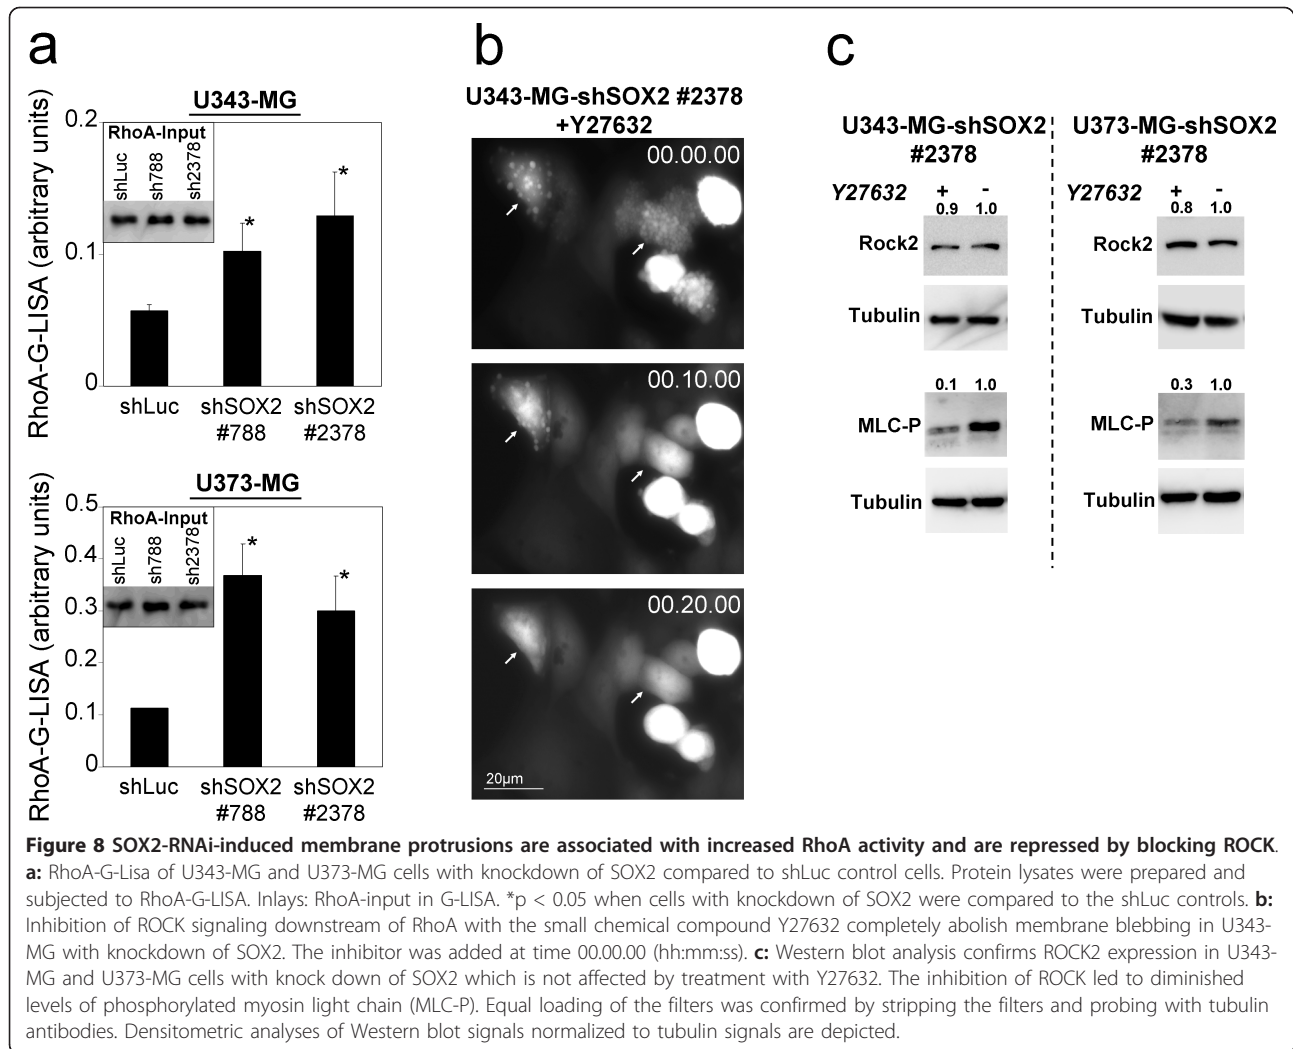 a
U343-MG
RhoA-G-LISA (arbitrary units)
0.2
0.1
0
RhoA-Input
shLuc
sh788
sh2378
*
*
shLuc
shSOX2
#788
shSOX2
#2378
U373-MG
RhoA-G-LISA (arbitrary units)
0.5
0.4
0.3
0.2
0.1
0
RhoA-Input
shLuc
sh788
sh2378
*
*
shLuc
shSOX2
#788
shSOX2
#2378
b
U343-MG-shSOX2 #2378
+Y27632
00.00.00
00.10.00
00.20.00
20µm
c
U343-MG-shSOX2
#2378
Y27632 + -
0.9 1.0
Rock2
Tubulin
0.1 1.0
MLC-P
Tubulin
U373-MG-shSOX2
#2378
Y27632 + -
0.8 1.0
Rock2
Tubulin
0.3 1.0
MLC-P
Tubulin
Figure 8 SOX2-RNAi-induced membrane protrusions are associated with increased RhoA activity and are repressed by blocking ROCK.
a: RhoA-G-Lisa of U343-MG and U373-MG cells with knockdown of SOX2 compared to shLuc control cells. Protein lysates were prepared and
subjected to RhoA-G-LISA. Inlays: RhoA-input in G-LISA. *p < 0.05 when cells with knockdown of SOX2 were compared to the shLuc controls. b:
Inhibition of ROCK signaling downstream of RhoA with the small chemical compound Y27632 completely abolish membrane blebbing in U343-
MG with knockdown of SOX2. The inhibitor was added at time 00.00.00 (hh:mm:ss). c: Western blot analysis confirms ROCK2 expression in U343-
MG and U373-MG cells with knock down of SOX2 which is not affected by treatment with Y27632. The inhibition of ROCK led to diminished
levels of phosphorylated myosin light chain (MLC-P). Equal loading of the filters was confirmed by stripping the filters and probing with tubulin
antibodies. Densitometric analyses of Western blot signals normalized to tubulin signals are depicted.